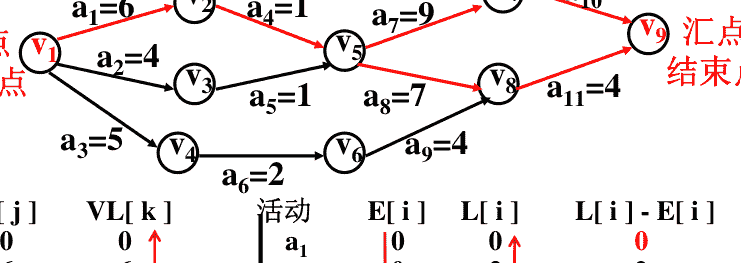 a1=6
v2
a4=1
a7=9
10
v1
v5
v9
汇点
点
a2=4
结束
点
v3
a5=1
a8=7
v8
a11=4
a3=5
v4
v6
a9=4
a6=2
[ j ] VL[ k ] 活动 E[ i ] L[ i ] L[ i ] - E[ i ]
0 0 a1 0 0 0